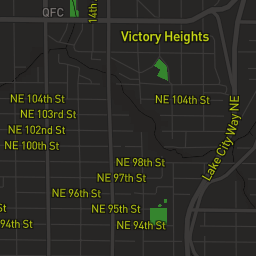 QFC
14th
Victory Heights
NE 104th St
NE 104th St
NE 103rd St
NE 102nd St
NE 100th St
Lake City Way NE
NE 98th St
NE 97th St
NE 96th St
NE 95th St
St
94th St
NE 94th St